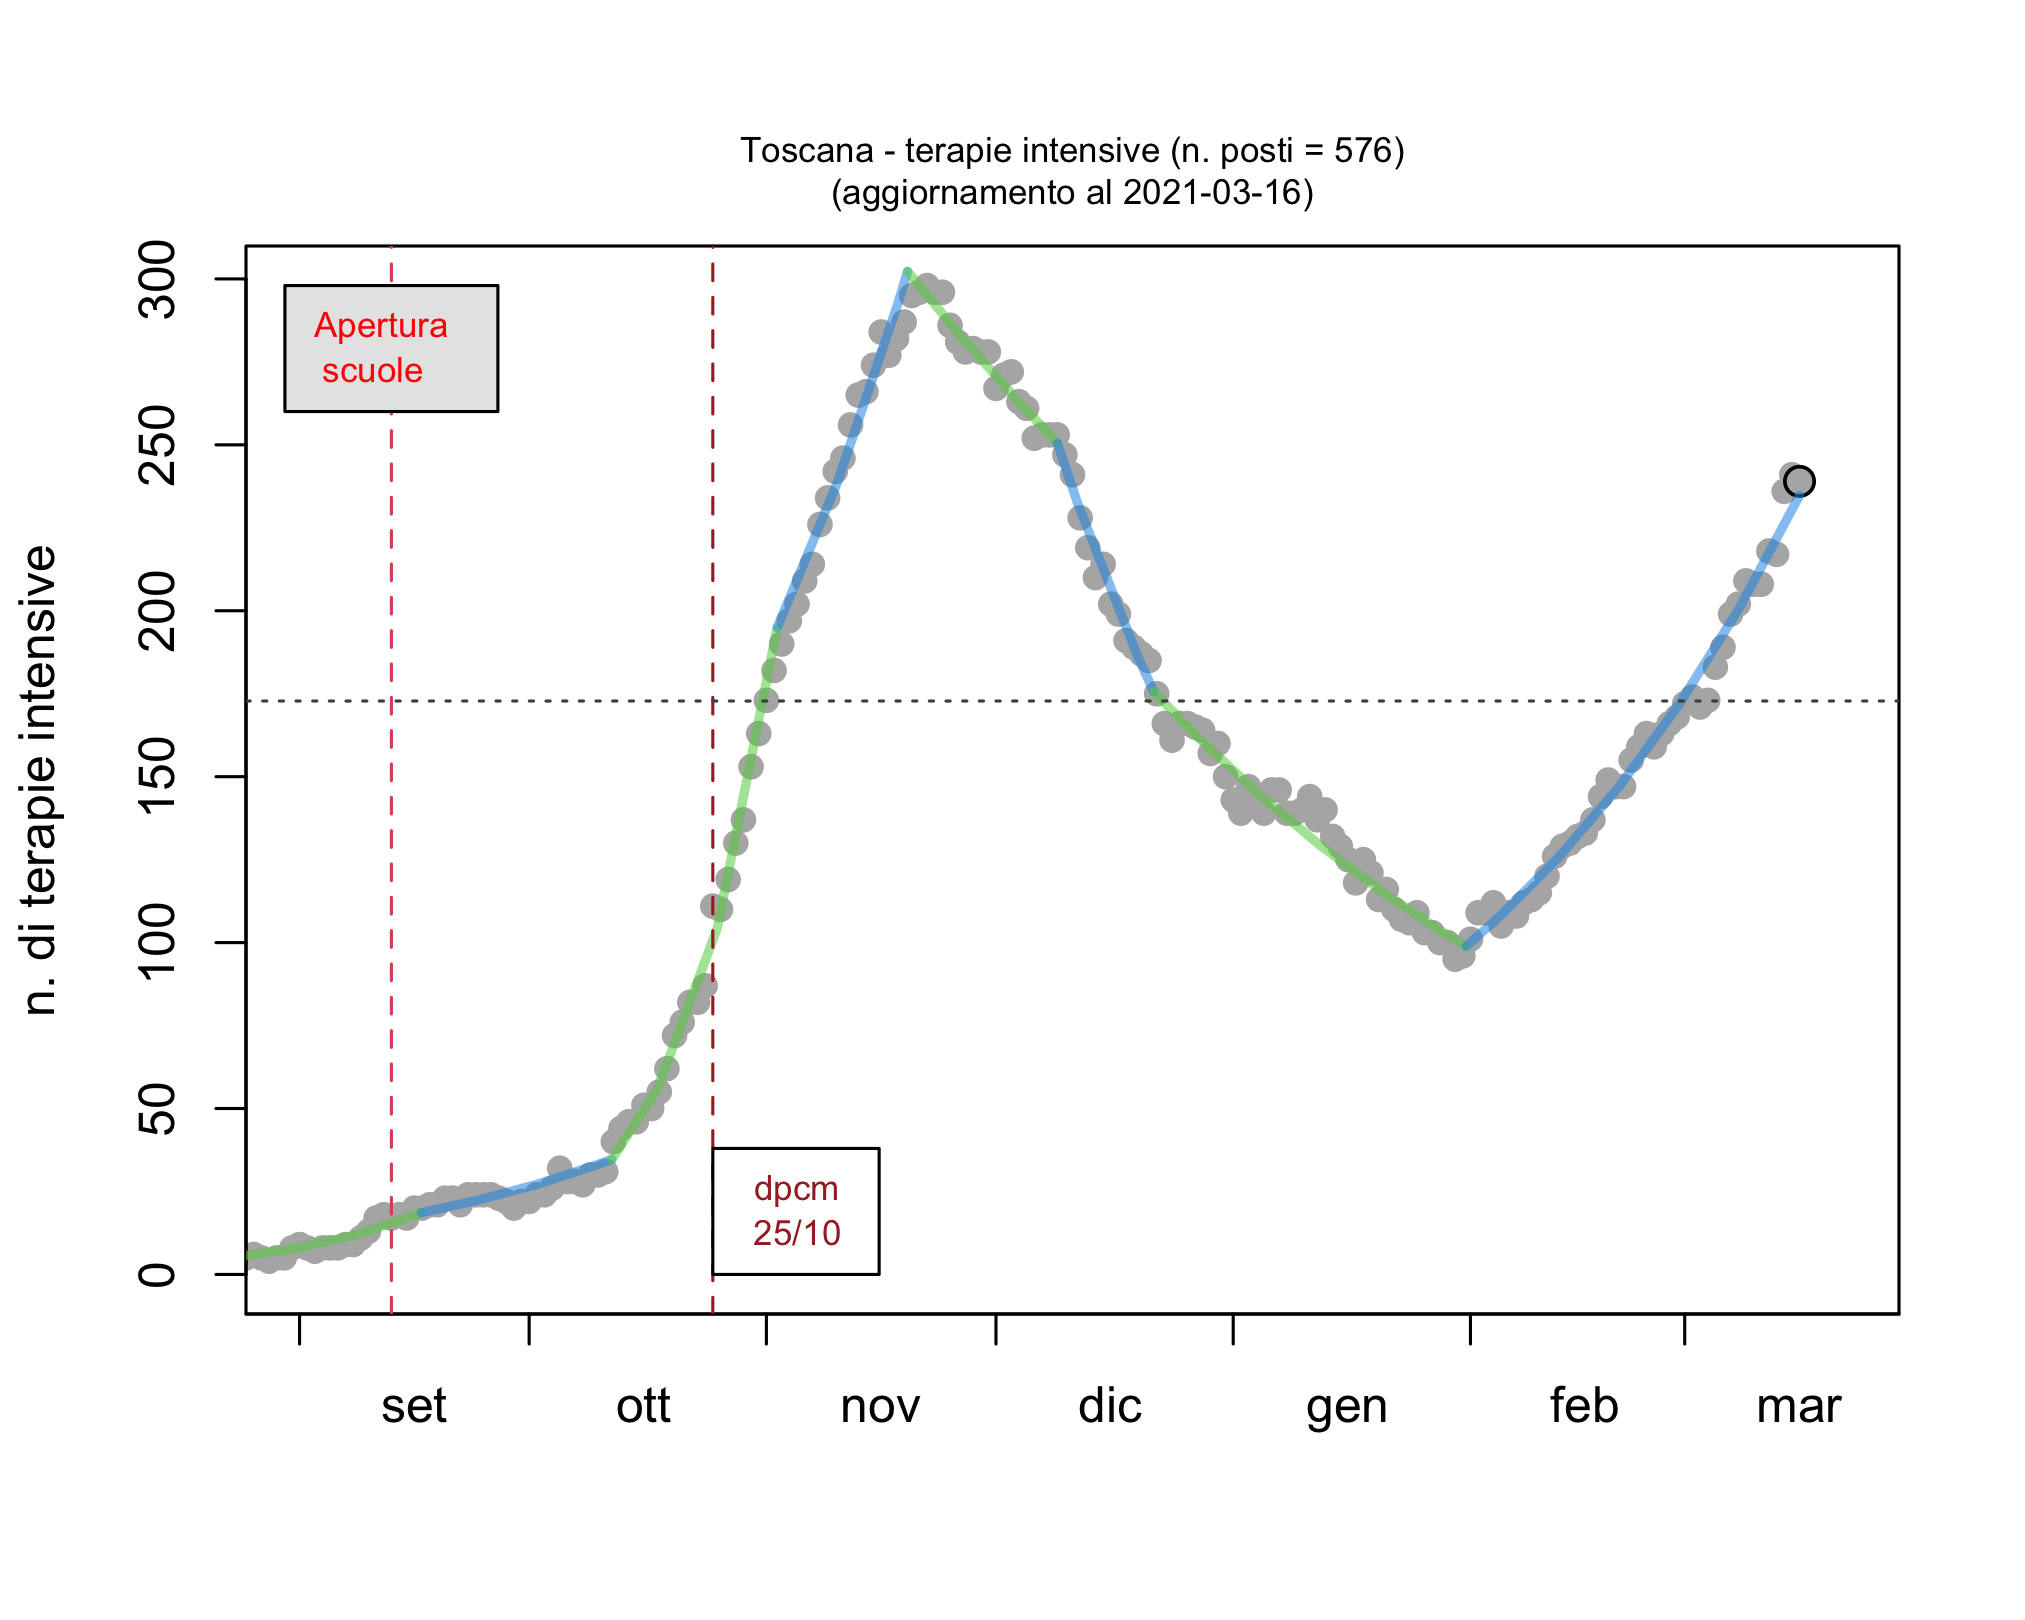 Toscana - terapie intensive (n. posti = 576)
(aggiornamento al 2021-03-16)
n. di terapie intensive
300
250
200
150
100
50
0
Apertura
scuole
dpcm
25/10
set
ott
nov
dic
gen
feb
mar